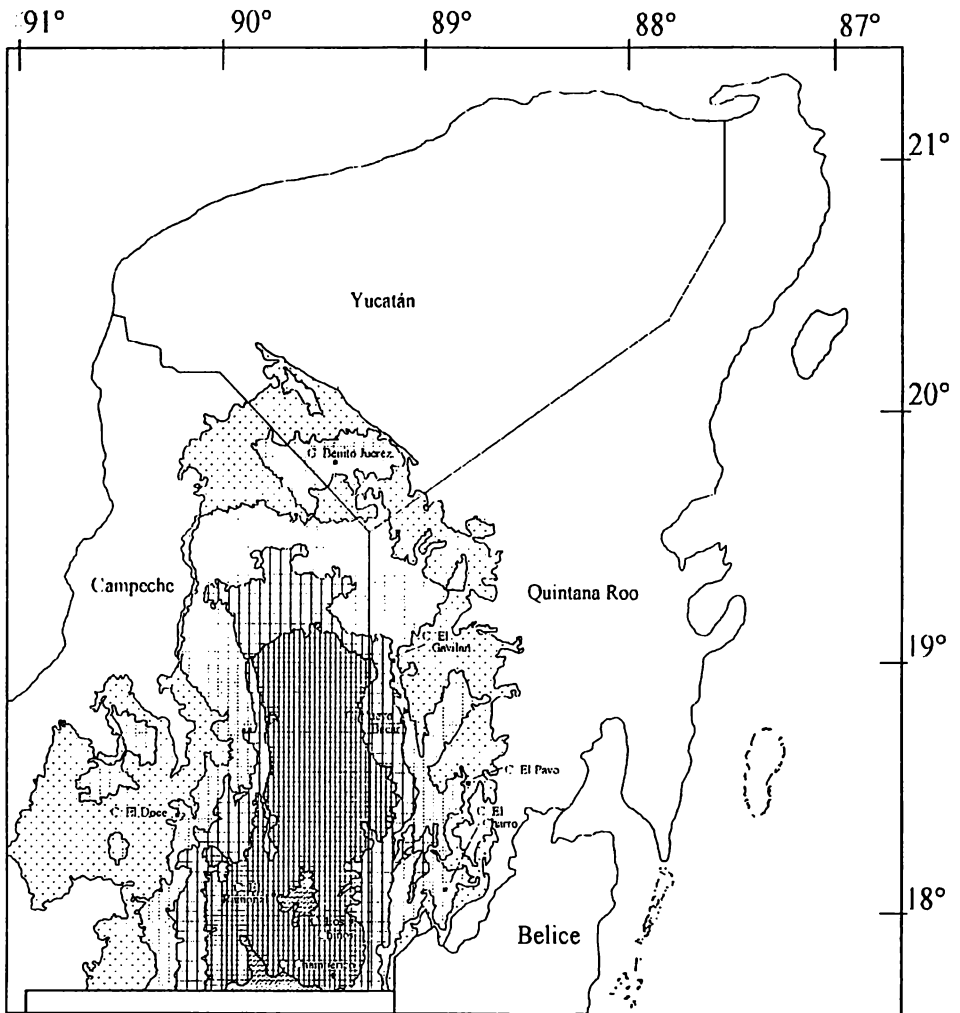 91°
90°
89°
88°
87°
21°
Yucatán
20°
C. Benito Juárez
Campeche
Quintana Roo
C. El
Gavilan
19°
C. El Pavo
C. El Doce
C. El
18°
Belice